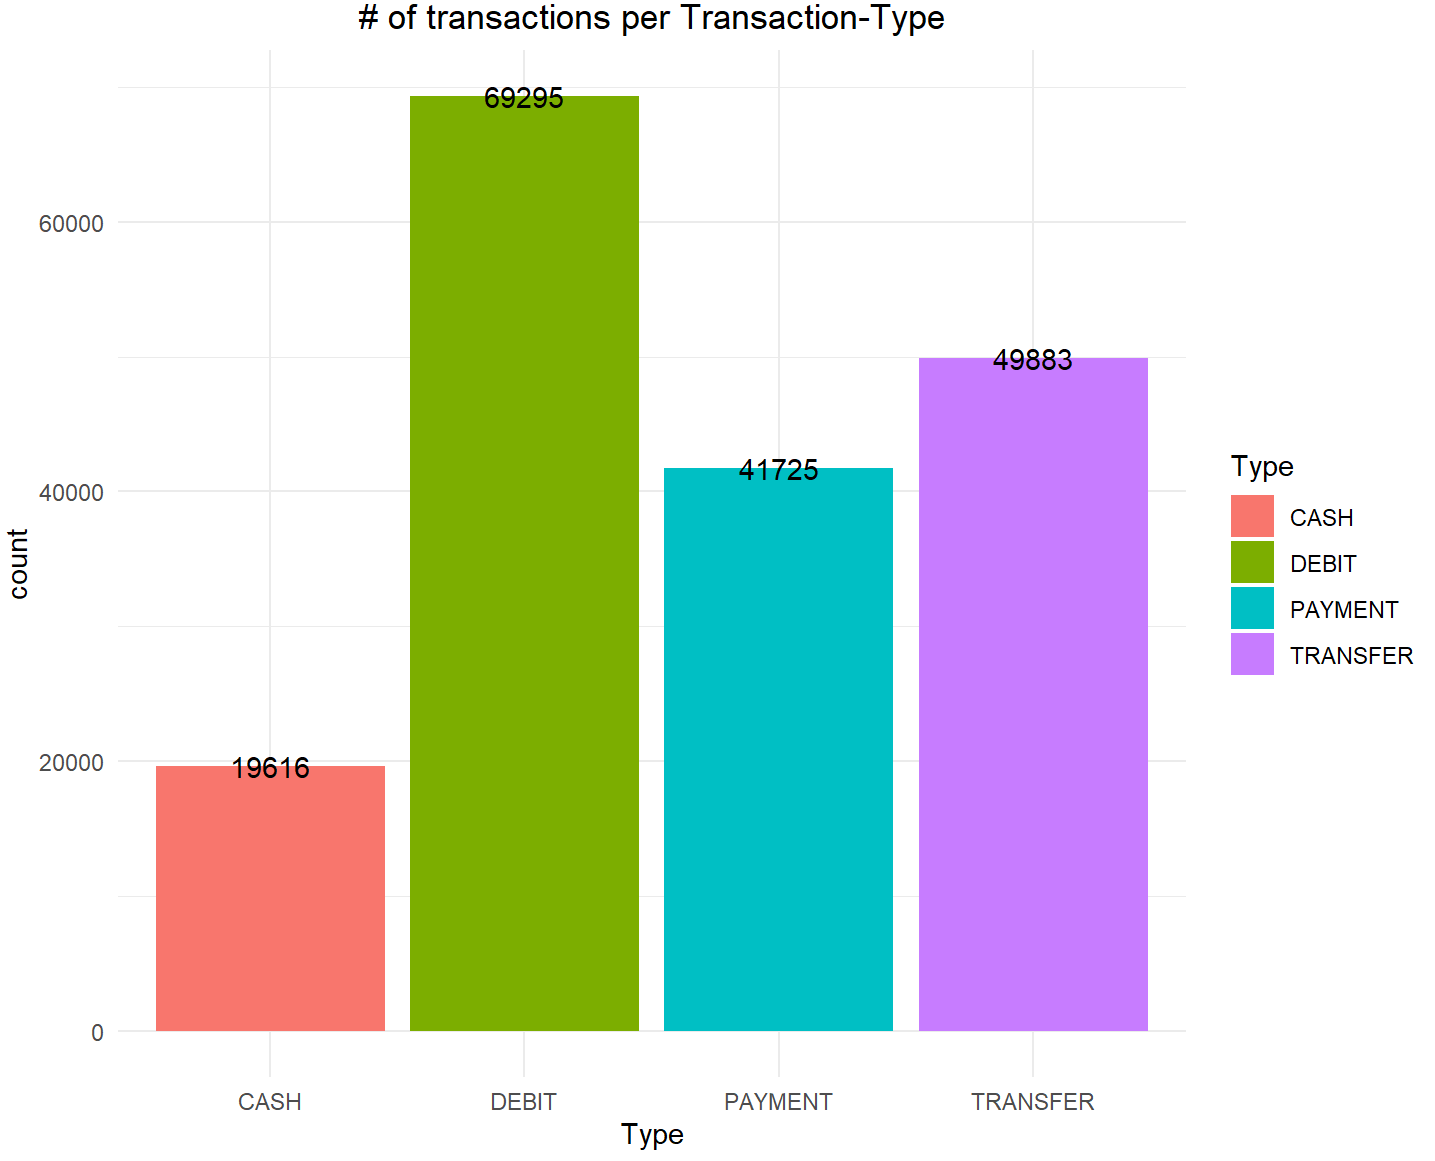 # of transactions per Transaction-Type
69295
60000
49883
41725
40000
19616
20000
0
count
CASH DEBIT PAYMENT TRANSFER
Type
Type
CASH
DEBIT
PAYMENT
TRANSFER